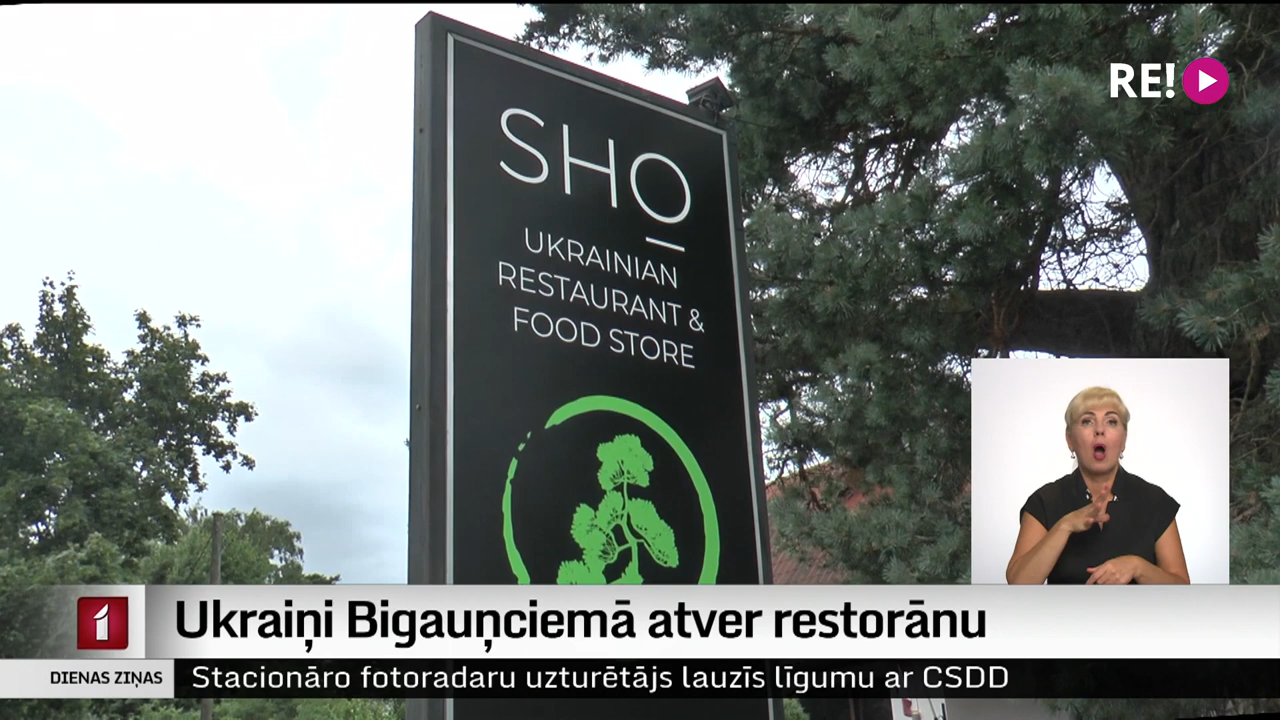 RE!
SHO
UKRAINIAN
RESTAURANT &
FOOD STORE
1
Ukraiņi Bigauņciemā atver restorānu
DIENAS ZIŅAS
Stacionāro fotoradaru uzturētājs lauzīs līgumu ar CSDD